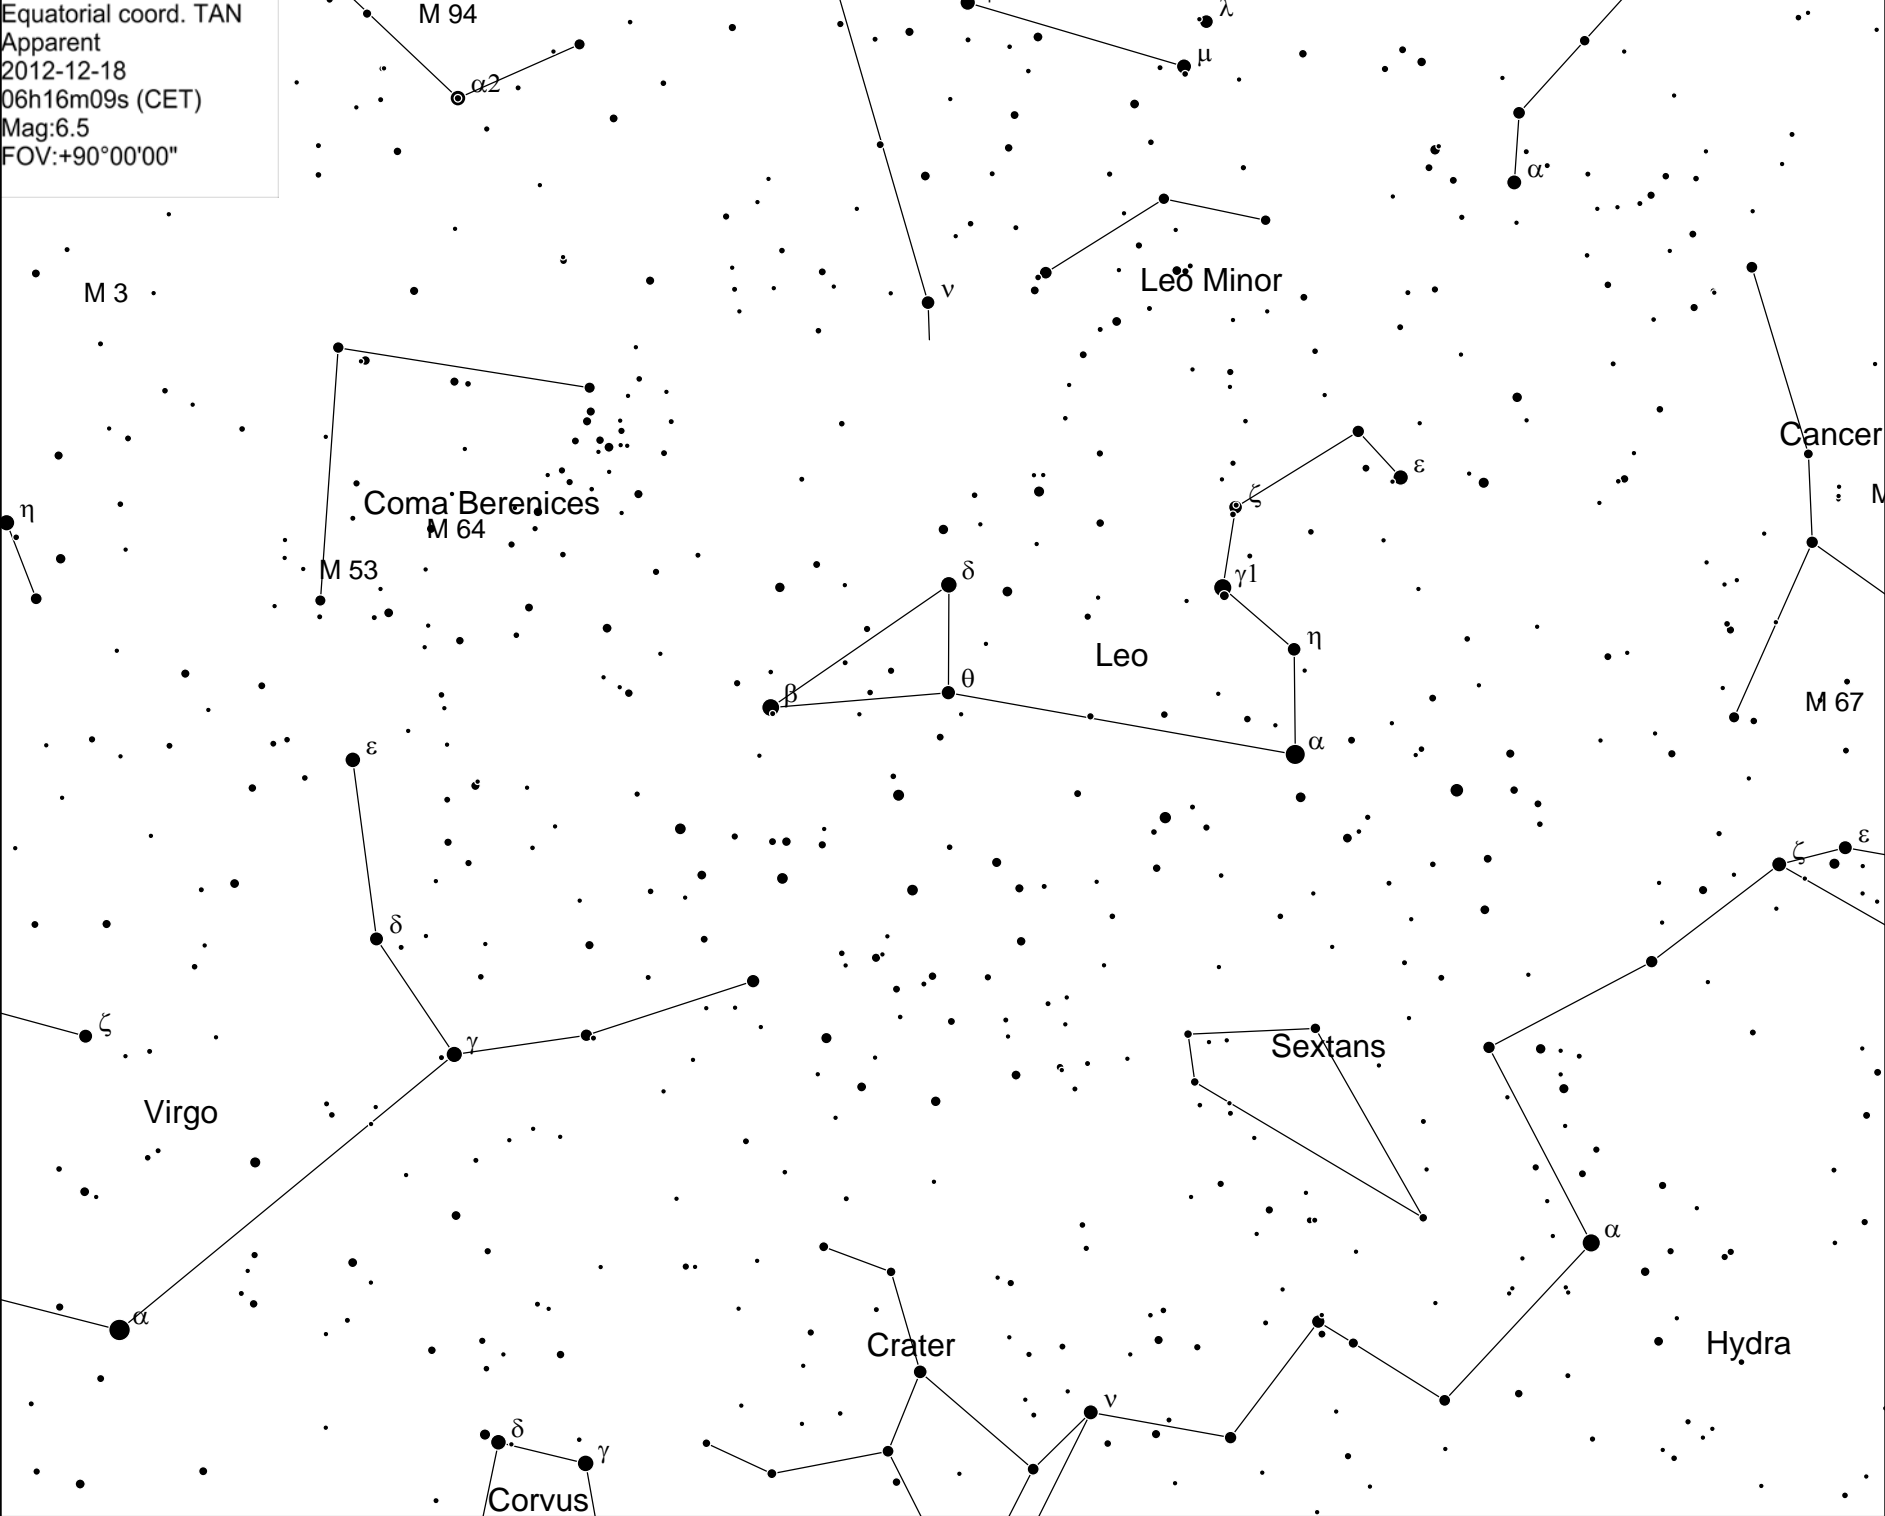 Equatorial coord. TAN
Apparent
2012-12-18
06h16m09s (CET)
Mag:6.5
FOV:+90°00'00"
M 94
λ
μ
α2
α
M 3
ν
Leo Minor
Cancer
ε
ζ
Coma Berenices
M 64
η
M 53
δ
γ1
η
Leo
θ
β
M 67
α
ε
ε
ζ
δ
ζ
γ
Sextans
Virgo
α
α
Crater
Hydra
ν
δ
γ
Corvus